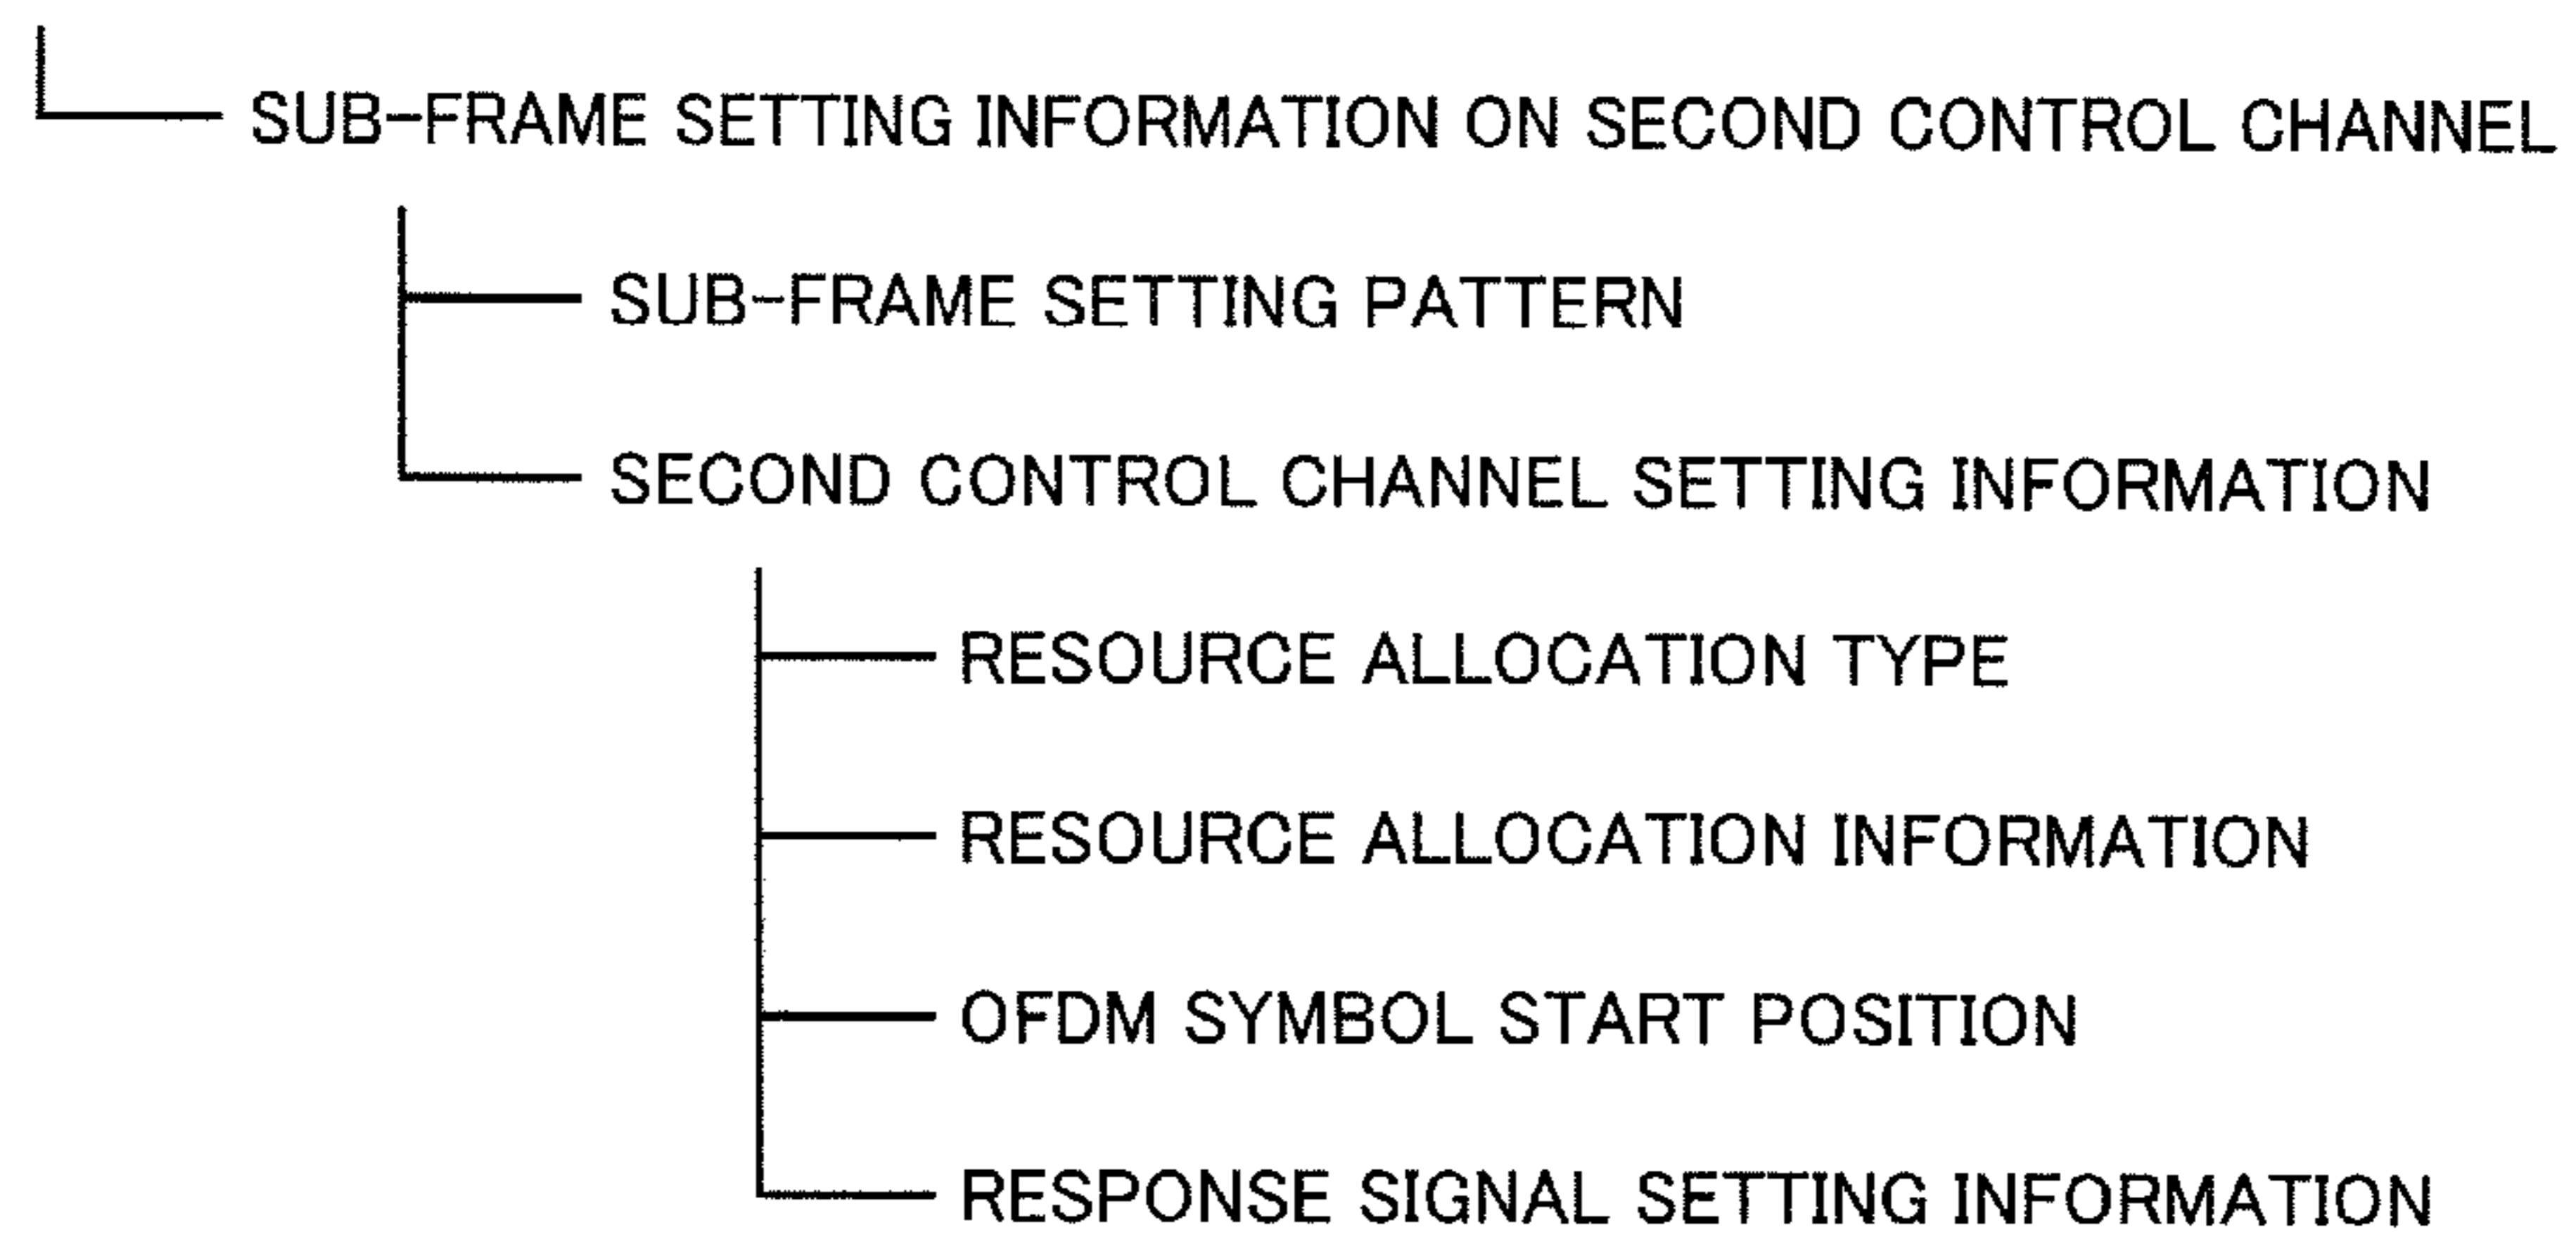 SUB-FRAME SETTING INFORMATION ON SECOND CONTROL CHANNEL
SUB-FRAME SETTING PATTERN
SECOND CONTROL CHANNEL SETTING INFORMATION
RESOURCE ALLOCATION TYPE
RESOURCE ALLOCATION INFORMATION
OFDM SYMBOL START POSITION
RESPONSE SIGNAL SETTING INFORMATION